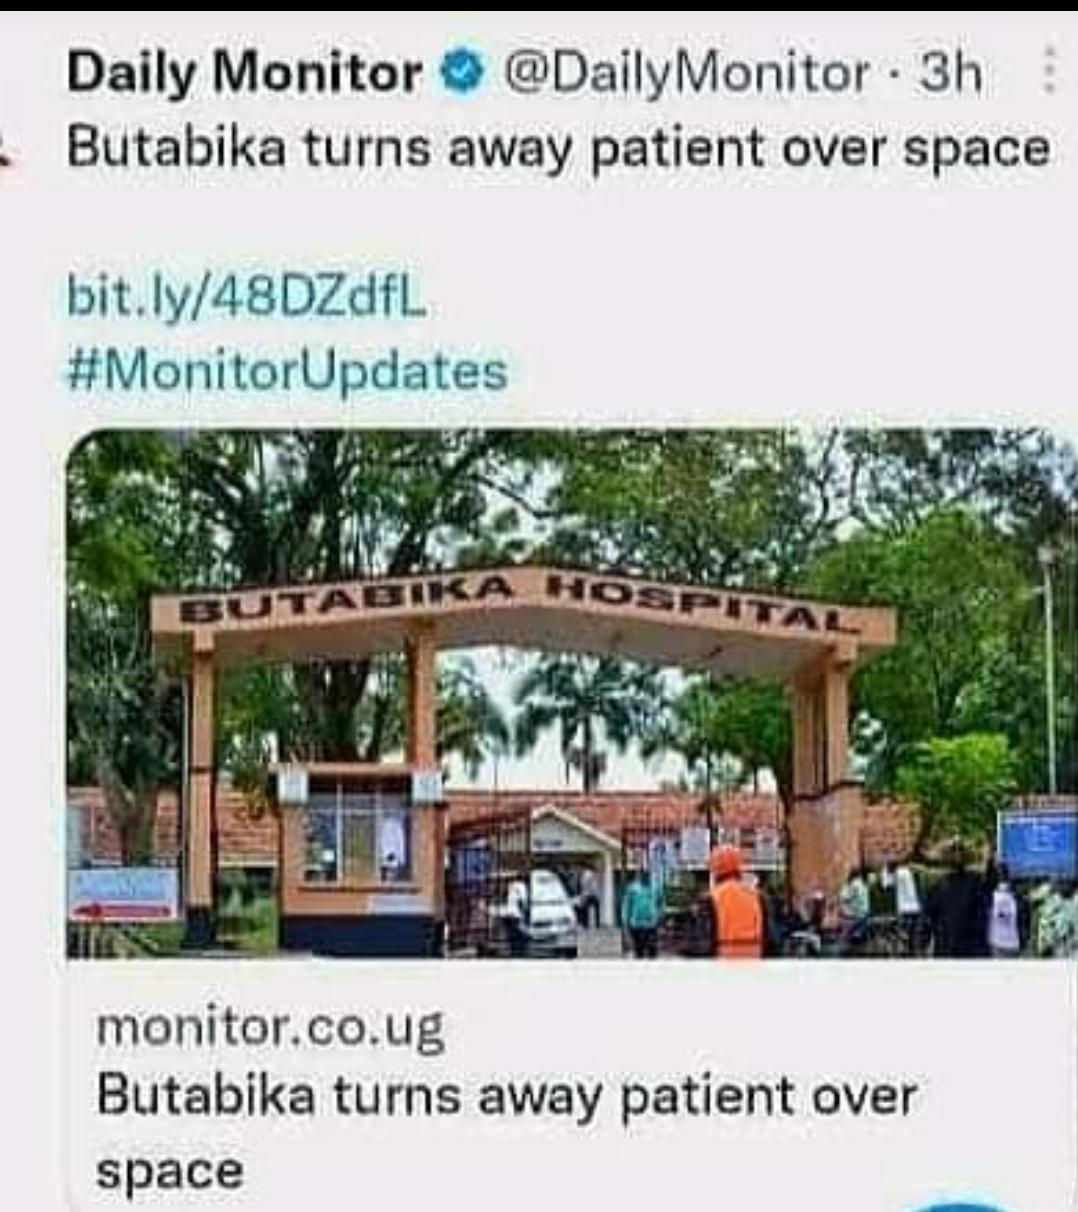 Daily Monitor @DailyMonitor · 3h
Butabika turns away patient over space
bit.ly/48DZdfL
#MonitorUpdates
BUTABIKA HOSPITAL
monitor.co.ug
Butabika turns away patient over
space